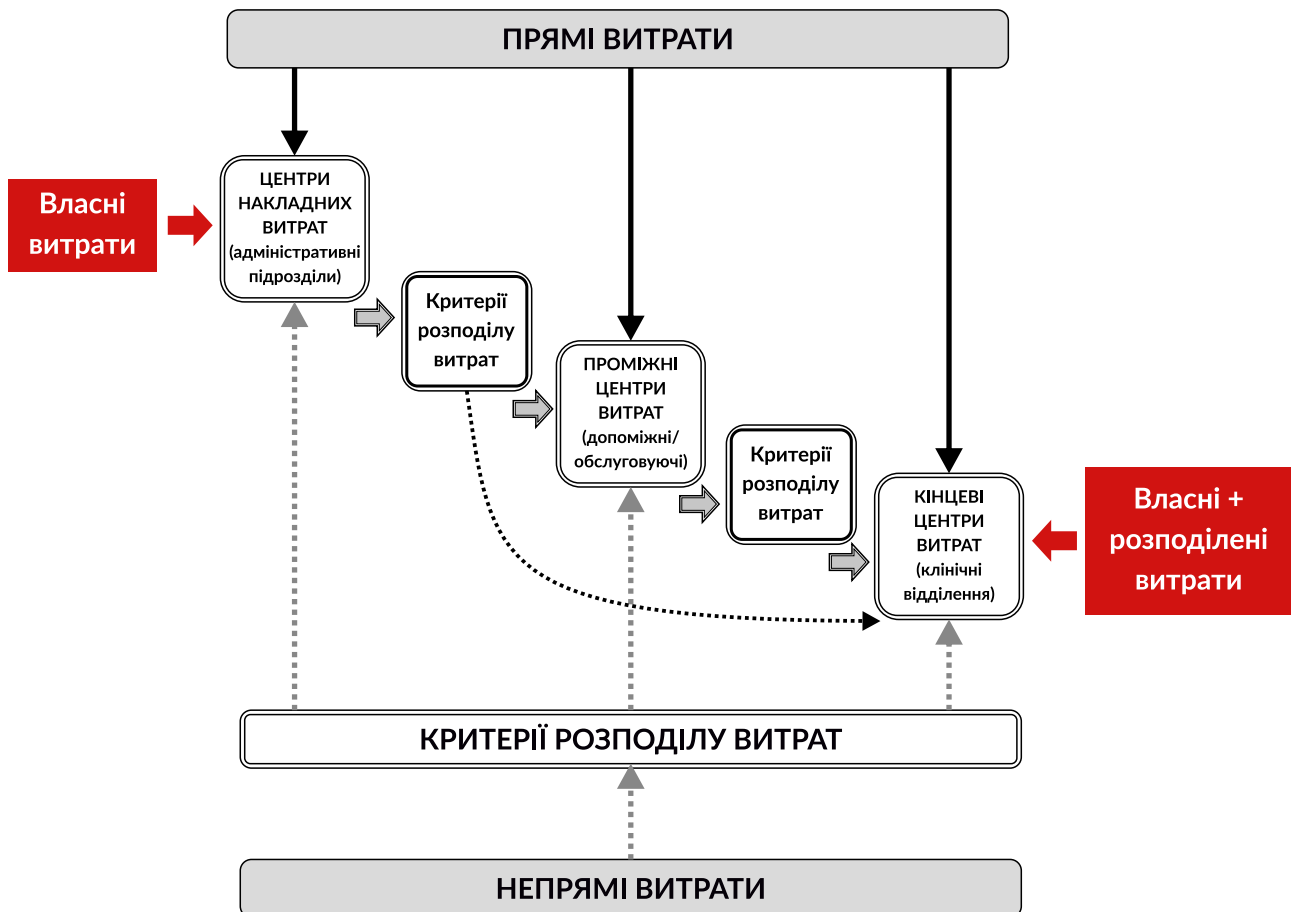 ПРЯМІ ВИТРАТИ
Власні
витрати
ЦЕНТРИ
НАКЛАДНИХ
ВИТРАТ
(адміністративні
підрозділи)
Критерії
розподілу
витрат
ПРОМІЖНІ
ЦЕНТРИ
ВИТРАТ
(допоміжні/
обслуговуючі)
Критерії
розподілу
витрат
КІНЦЕВІ
ЦЕНТРИ
ВИТРАТ
(клінічні
відділення)
Власні +
розподілені
витрати
КРИТЕРІЇ РОЗПОДІЛУ ВИТРАТ
НЕПРЯМІ ВИТРАТИ